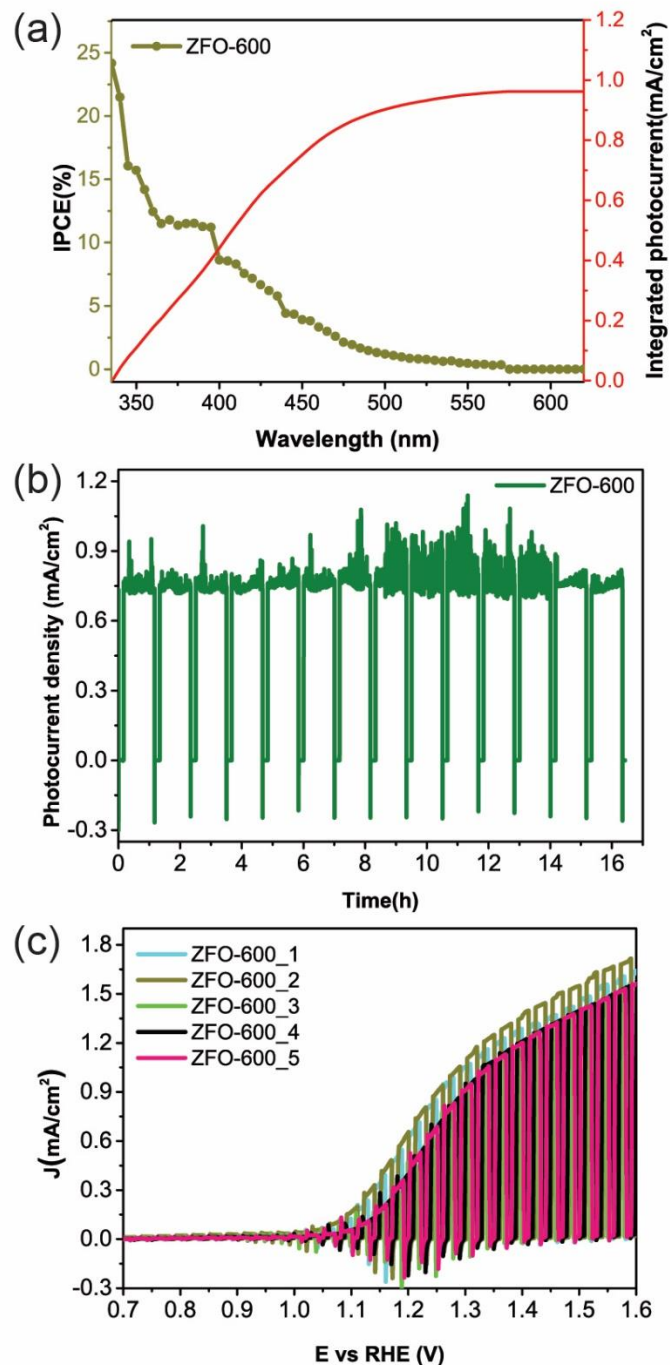 (a)
ZFO-600
IPCE(%)
25
20
15
10
5
0
350 400 450 500 550 600
Wavelength (nm)
1.2
1.0
0.8
0.6
0.4
0.2
0.0
Integrated photocurrent(mA/cm²)
(b)
ZFO-600
Photocurrent density (mA/cm²)
1.2
0.9
0.6
0.3
0.0
-0.3
0 2 4 6 8 10 12 14 16
Time(h)
(c)
ZFO-600_1
ZFO-600_2
ZFO-600_3
ZFO-600_4
ZFO-600_5
J(mA/cm²)
1.8
1.5
1.2
0.9
0.6
0.3
0.0
-0.3
0.7 0.8 0.9 1.0 1.1 1.2 1.3 1.4 1.5 1.6
E vs RHE (V)